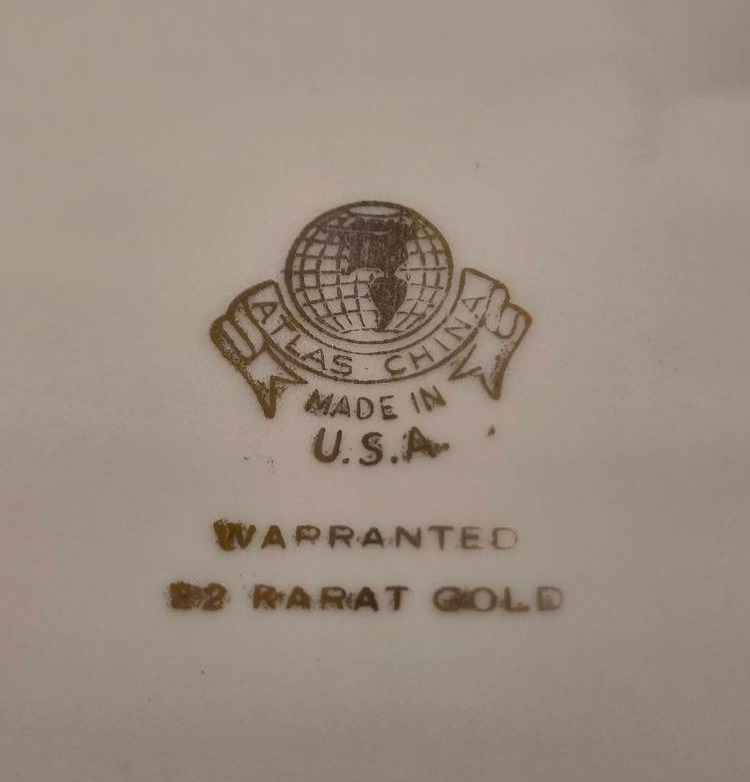 ATLAS CHINA
MADE IN
U.S.A.
WARRANTED
22 KARAT GOLD